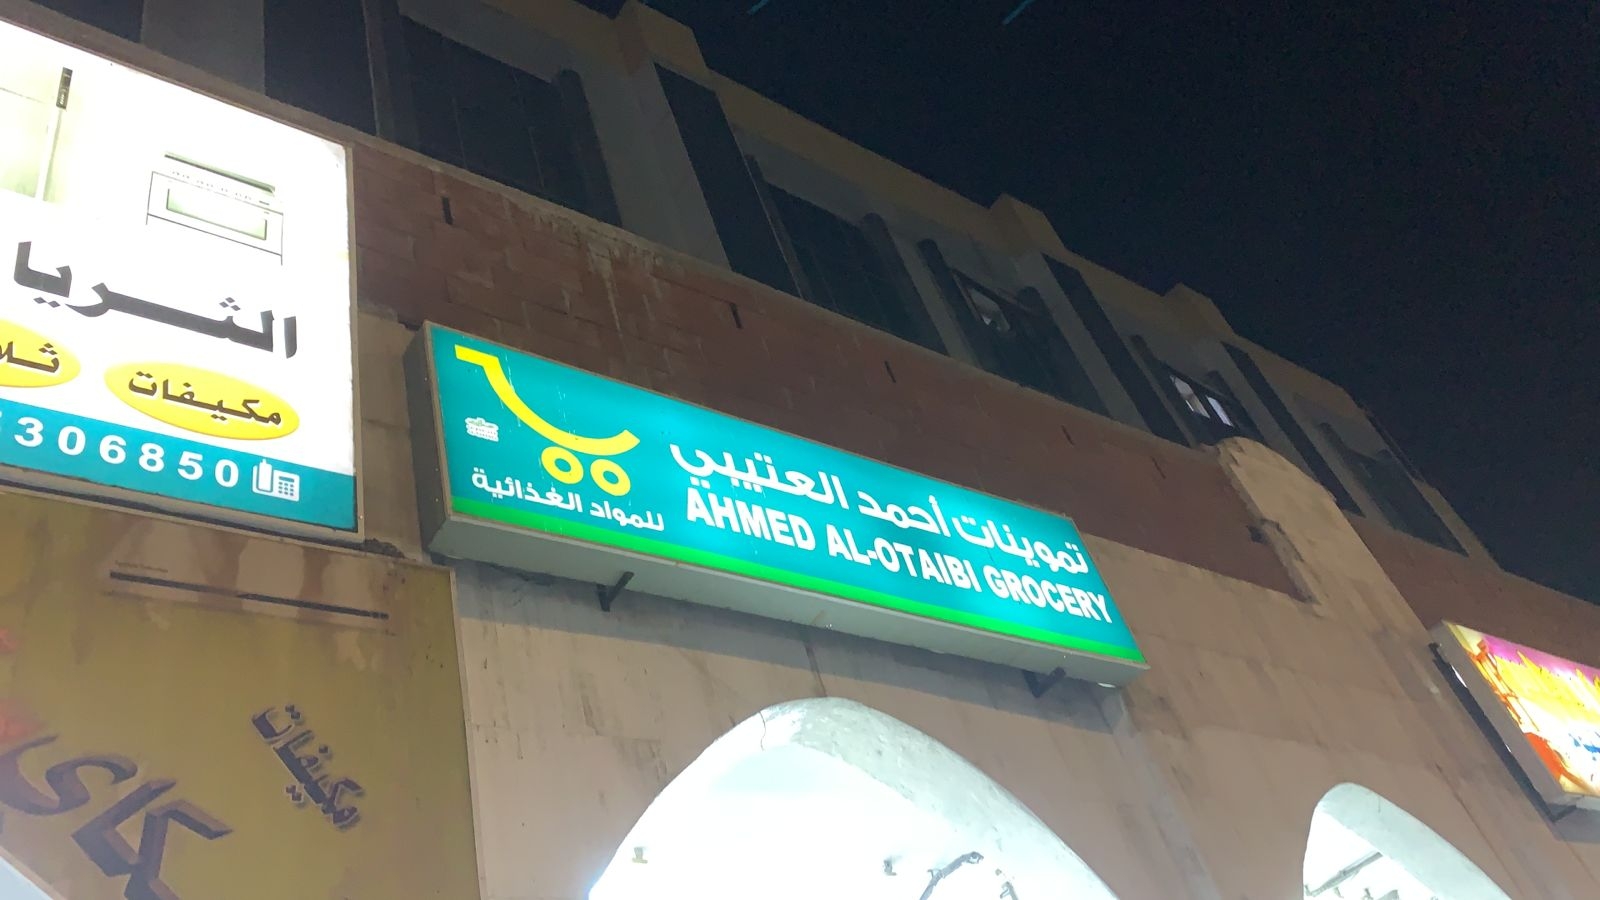 الثريا
مكيفات
306850
تموينات أحمد العتيبي
AHMED AL-OTAIBI GROCERY
للمواد الغذائية
مكيفات